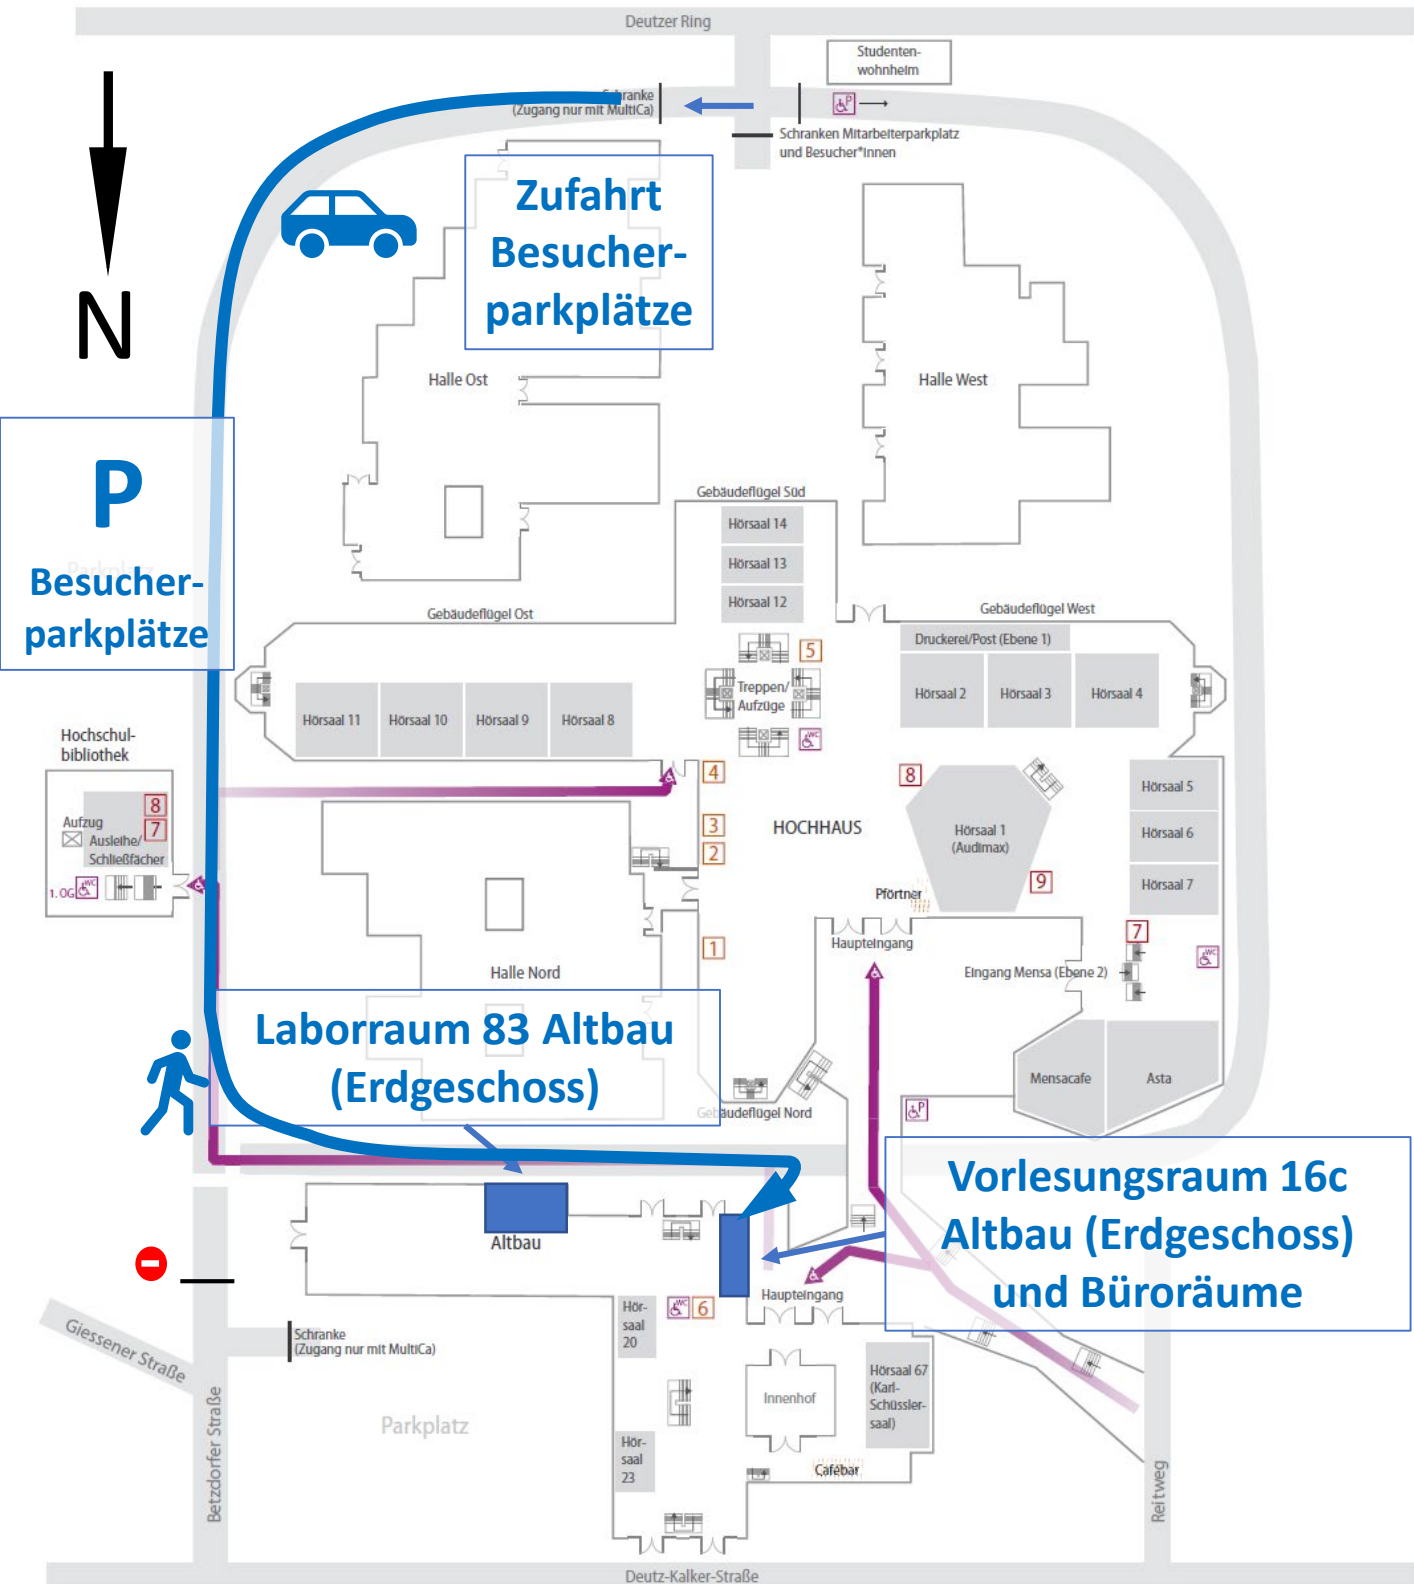 Deutzer Ring
Studenten-
wohnheim
Schranke
(Zugang nur mit MultiCa)
P
Schranken Mitarbeiterparkplatz
und Besucher*innen
N
Zufahrt
Besucher-
parkplätze
Halle Ost
Halle West
P
Parkplatz
Besucher-
parkplätze
Gebäudeflügel Süd
Hörsaal 14
Hörsaal 13
Hörsaal 12
Gebäudeflügel Ost
Gebäudeflügel West
Druckerei/Post (Ebene 1)
5
Treppen/
Aufzüge
WC
Hörsaal 11
Hörsaal 10
Hörsaal 9
Hörsaal 8
Hörsaal 2
Hörsaal 3
Hörsaal 4
Hochschul-
bibliothek
8
7
Aufzug
Ausleihe/
Schließfächer
1. OG
WC
4
3
2
1
HOCHHAUS
8
Hörsaal 1
(Audimax)
9
Pförtner
Hörsaal 5
Hörsaal 6
Hörsaal 7
7
WC
Haupteingang
Eingang Mensa (Ebene 2)
Halle Nord
Laborraum 83 Altbau
(Erdgeschoss)
Mensacafe
Asta
Gebäudeflügel Nord
P
Vorlesungsraum 16c
Altbau (Erdgeschoss)
und Büroräume
Altbau
Haupteingang
WC
6
Hör-
saal
20
Schranke
(Zugang nur mit MultiCa)
Giessener Straße
Betzdorfer Straße
Parkplatz
Innenhof
Hörsaal 67
(Karl-
Schüssler-
saal)
Hör-
saal
23
Cafébar
Reitweg
Deutz-Kalker-Straße